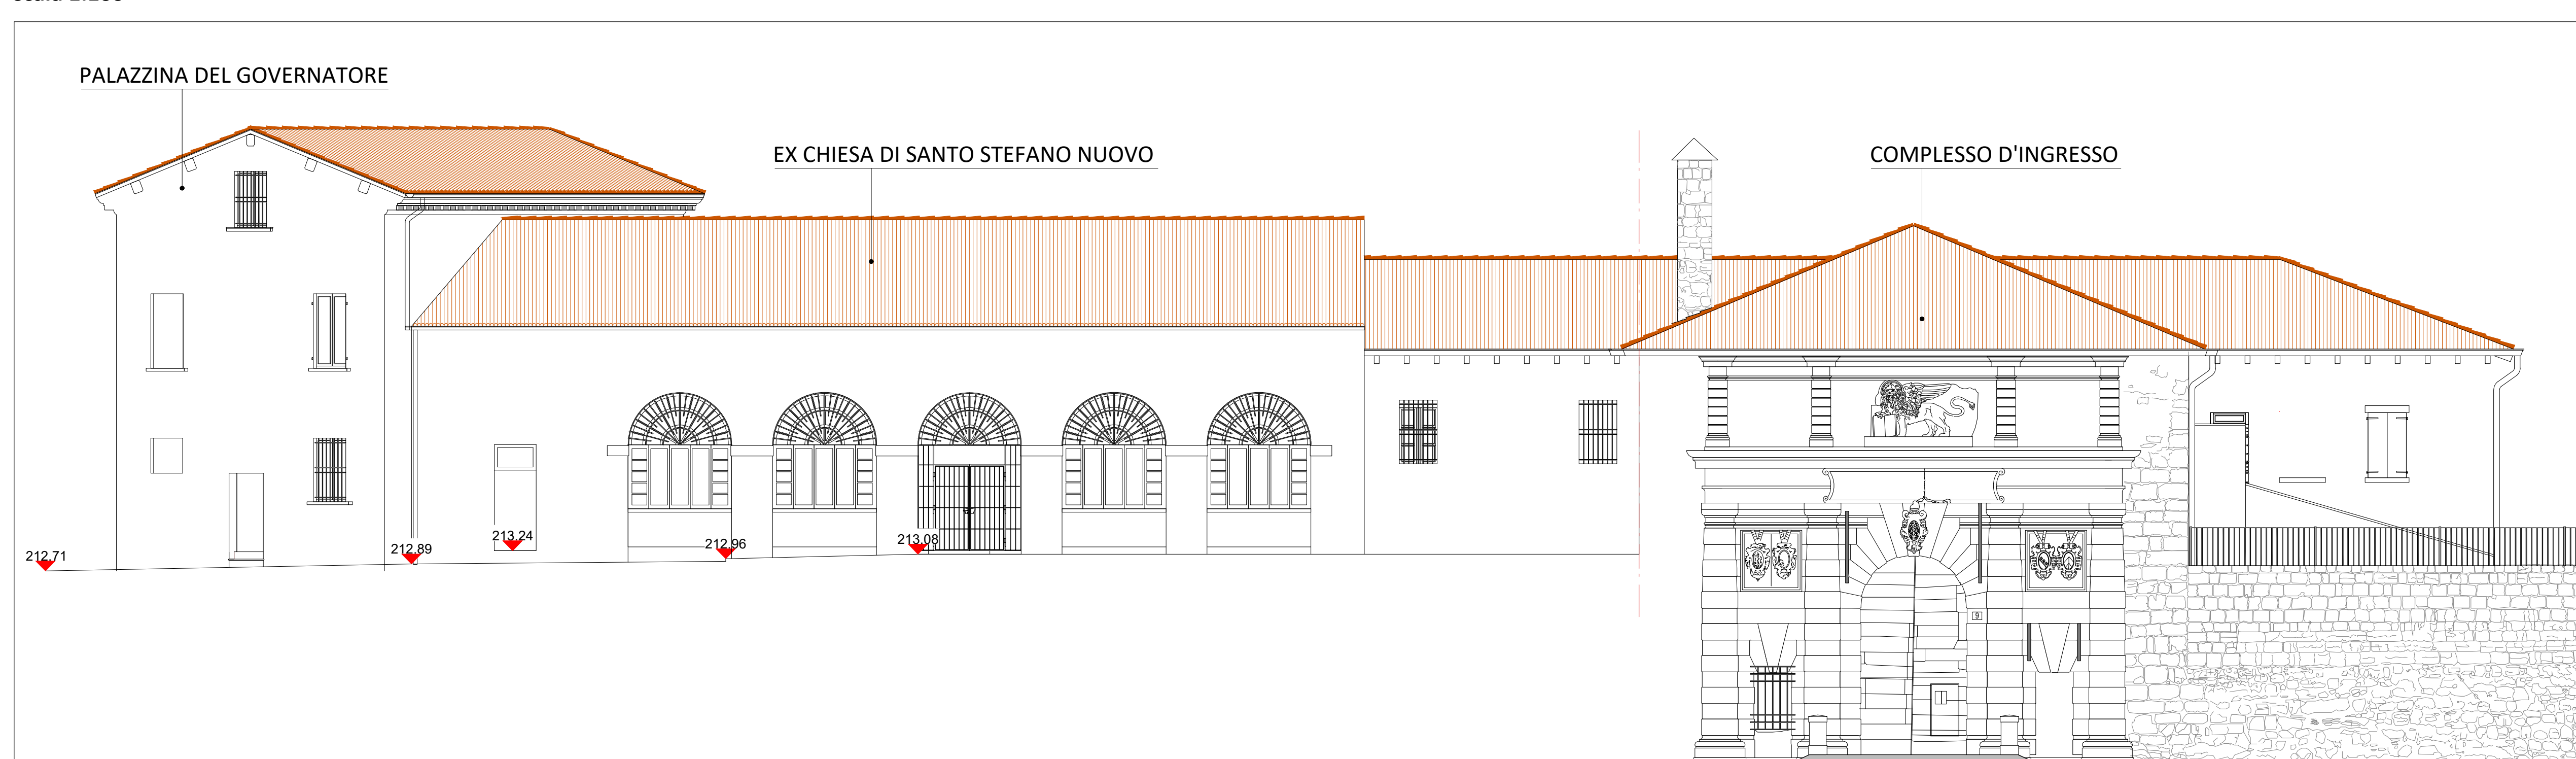 PALAZZINA DEL GOVERNATORE
EX CHIESA DI SANTO STEFANO NUOVO
COMPLESSO D'INGRESSO
212,71
212,89
213,24
212,96
213,08
9